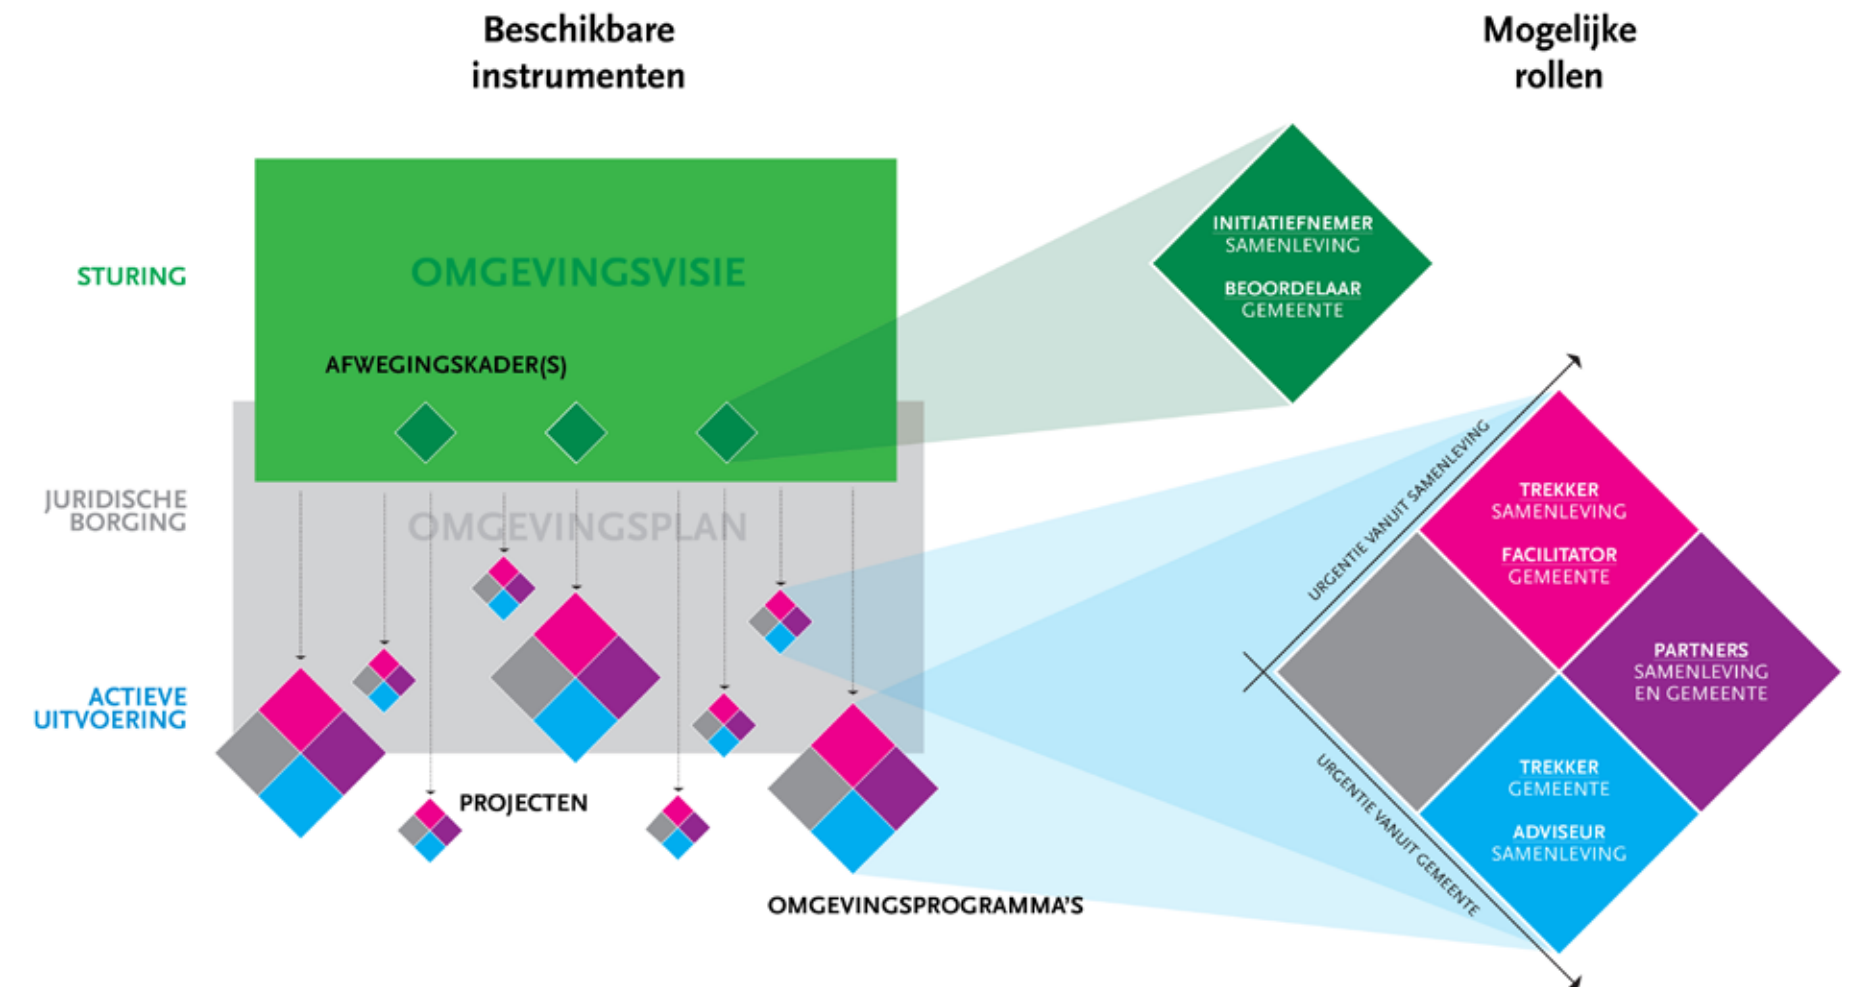 Beschikbare
instrumenten
Mogelijke
rollen
STURING
OMGEVINGSVISIE
AFWEGINGSKADER(S)
INITIATIEFNEMER
SAMENLEVING
BEOORDELAAR
GEMEENTE
JURIDISCHE
BORGING
OMGEVINGSPLAN
ACTIEVE
UITVOERING
PROJECTEN
OMGEVINGSPROGRAMMA'S
URGENTIE VANUIT SAMENLEVING
TREKKER
SAMENLEVING
FACILITATOR
GEMEENTE
PARTNERS
SAMENLEVING
EN GEMEENTE
TREKKER
GEMEENTE
ADVISEUR
SAMENLEVING
URGENTIE VANUIT GEMEENTE